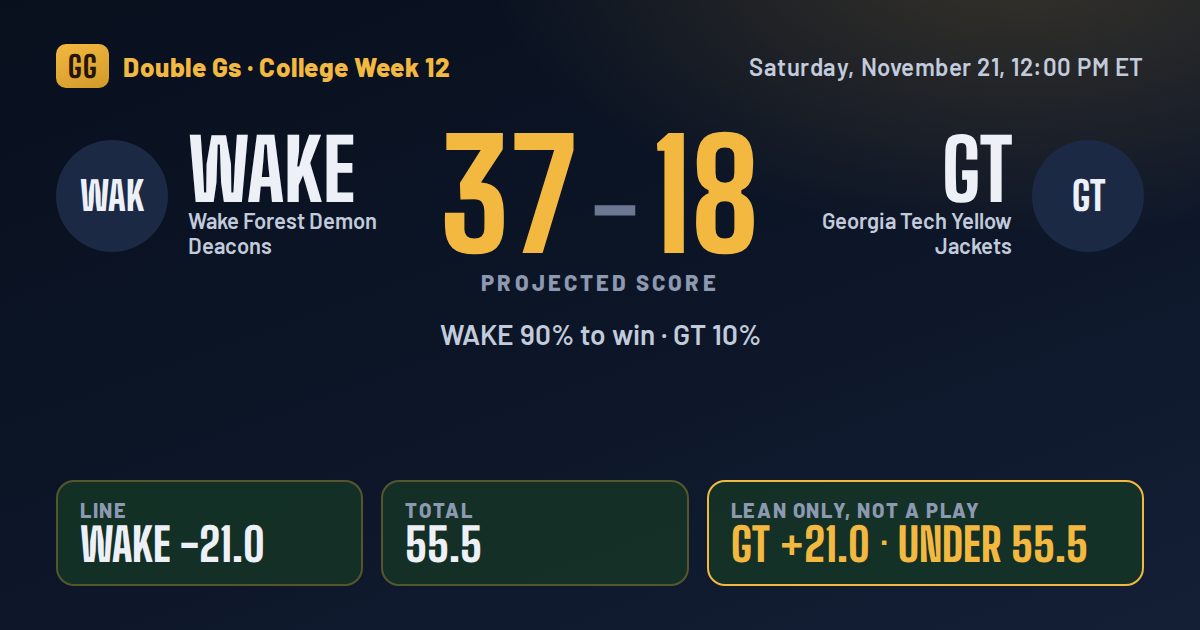 GG
Double Gs · College Week 12
Saturday, November 21, 12:00 PM ET
WAK
WAKE
Wake Forest Demon
Deacons
37 – 18
PROJECTED SCORE
WAKE 90% to win · GT 10%
GT
Georgia Tech Yellow
Jackets
GT
LINE
WAKE −21.0
TOTAL
55.5
LEAN ONLY, NOT A PLAY
GT +21.0 · UNDER 55.5